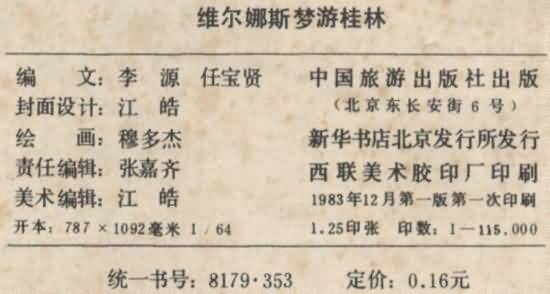 维尔娜斯梦游桂林
编 文：李 源 任宝贤
封面设计：江 皓
绘 画：穆多杰
责任编辑：张嘉齐
美术编辑：江 皓
开本：787×1092毫米 1/64
中国旅游出版社出版
（北京东长安街6号）
新华书店北京发行所发行
西联美术胶印厂印刷
1983年12月第一版第一次印刷
1.25印张 印数：1—115,000
统一书号：8179·353 定价：0.16元